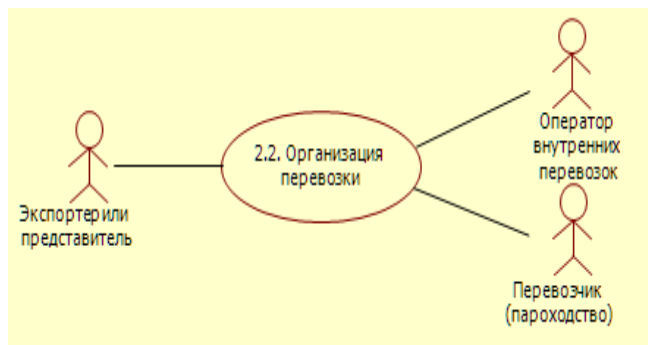 Экспортерили
представитель
2.2. Организация
перевозки
Оператор
внутренних
перевозок
Перевозчик
(пароходство)